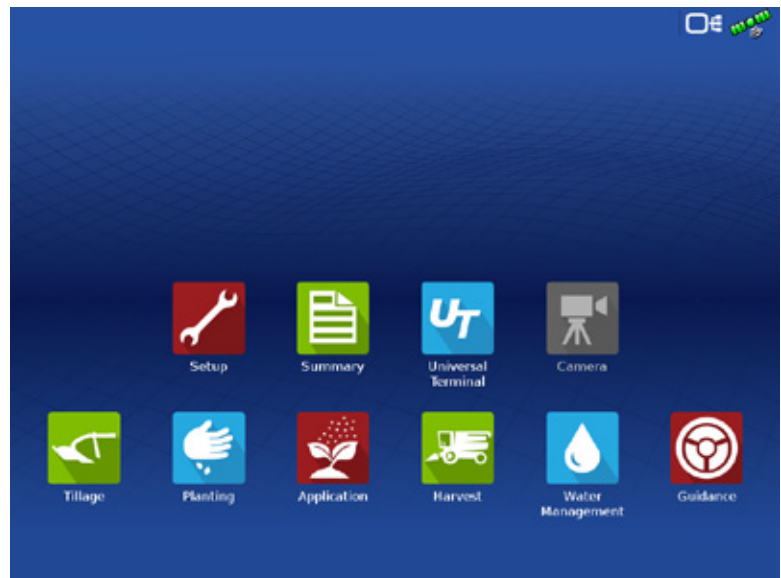 UT
Setup
Summary
Universal
Terminal
Camera
Tillage
Planting
Application
Harvest
Water
Management
Guidance